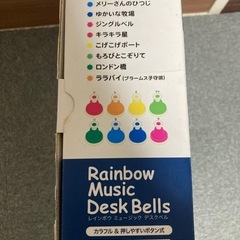 メリーさんのひつじ
ゆかいな牧場
ジングルベル
キラキラ星
こげこげボート
もろびとこぞりて
ロンドン橋
ララバイ (ブラームス子守唄)
Rainbow
Music
Desk Bells
レインボウ ミュージック デスクベル
カラフル & 押しやすいボタン式